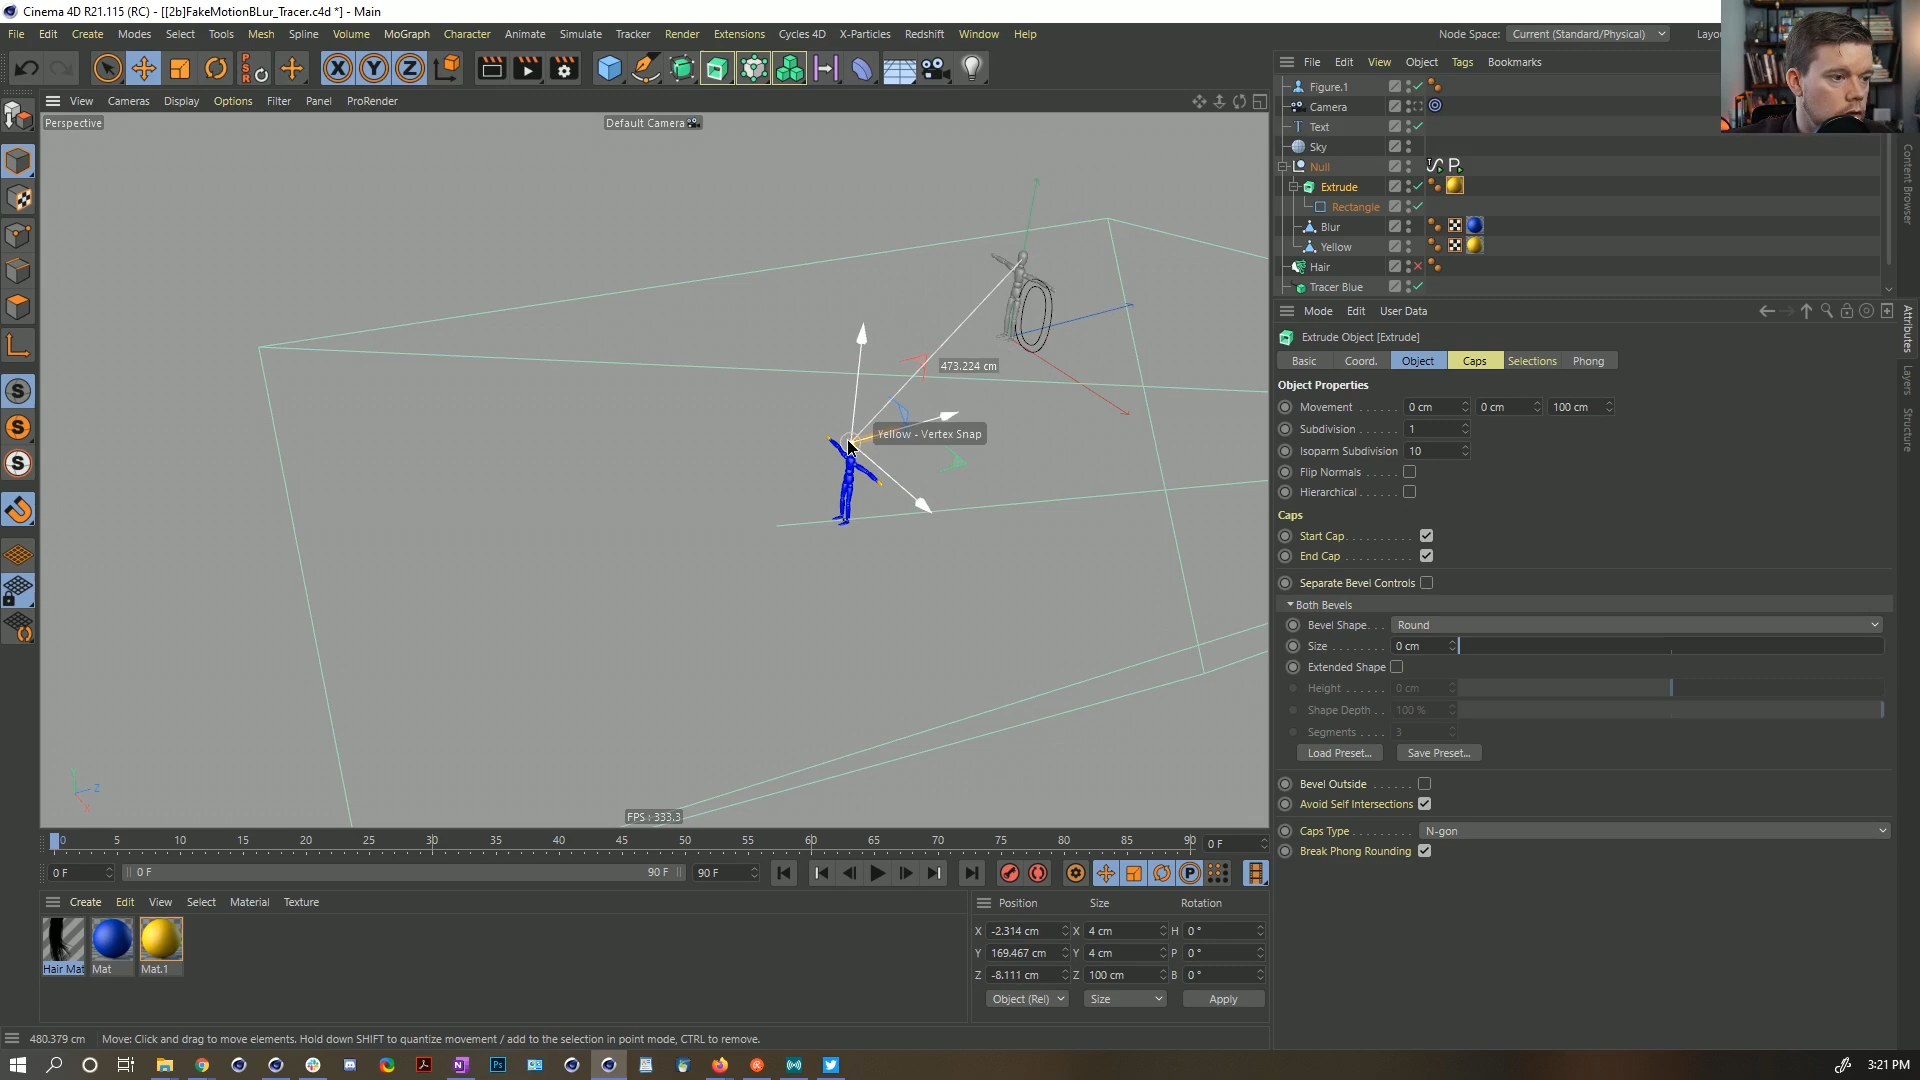 Cinema 4D R21.115 (RC) - [[2b]FakeMotionBLur_Tracer.c4d *] - Main
File Edit Create Modes Select Tools Mesh Spline Volume MoGraph Character Animate Simulate Tracker Render Extensions Cycles 4D X-Particles Redshift Window Help
Node Space: Current (Standard/Physical) Layou
View Cameras Display Options Filter Panel ProRender
File Edit View Object Tags Bookmarks
Perspective
Default Camera
Figure.1
Camera
Text
Sky
Null
Extrude
Rectangle
Blur
Yellow
Hair
Tracer Blue
Content Browser
Attributes
Layers
Structure
473.224 cm
Yellow - Vertex Snap
Y
Z
X
FPS : 333.3
Mode Edit User Data
Extrude Object [Extrude]
Basic Coord. Object Caps Selections Phong
Object Properties
Movement . . . . . . 0 cm 0 cm 100 cm
Subdivision . . . . . 1
Isoparm Subdivision 10
Flip Normals . . . . .
Hierarchical . . . . . .
Caps
Start Cap. . . . . . . . . .
End Cap . . . . . . . . . .
Separate Bevel Controls
Both Bevels
Bevel Shape. . . Round
Size . . . . . . . . 0 cm
Extended Shape
Height . . . . . . 0 cm
Shape Depth . . 100 %
Segments . . . . 3
Load Preset... Save Preset...
Bevel Outside . . . . . .
Avoid Self Intersections
Caps Type . . . . . . . . . N-gon
Break Phong Rounding
0 5 10 15 20 25 30 35 40 45 50 55 60 65 70 75 80 85 90 0 F
0 F 0 F 90 F 90 F
Create Edit View Select Material Texture
Hair Mat Mat Mat.1
Position Size Rotation
X -2.314 cm X 4 cm H 0 °
Y 169.467 cm Y 4 cm P 0 °
Z -8.111 cm Z 100 cm B 0 °
Object (Rel) Size Apply
480.379 cm Move: Click and drag to move elements. Hold down SHIFT to quantize movement / add to the selection in point mode, CTRL to remove.
3:21 PM